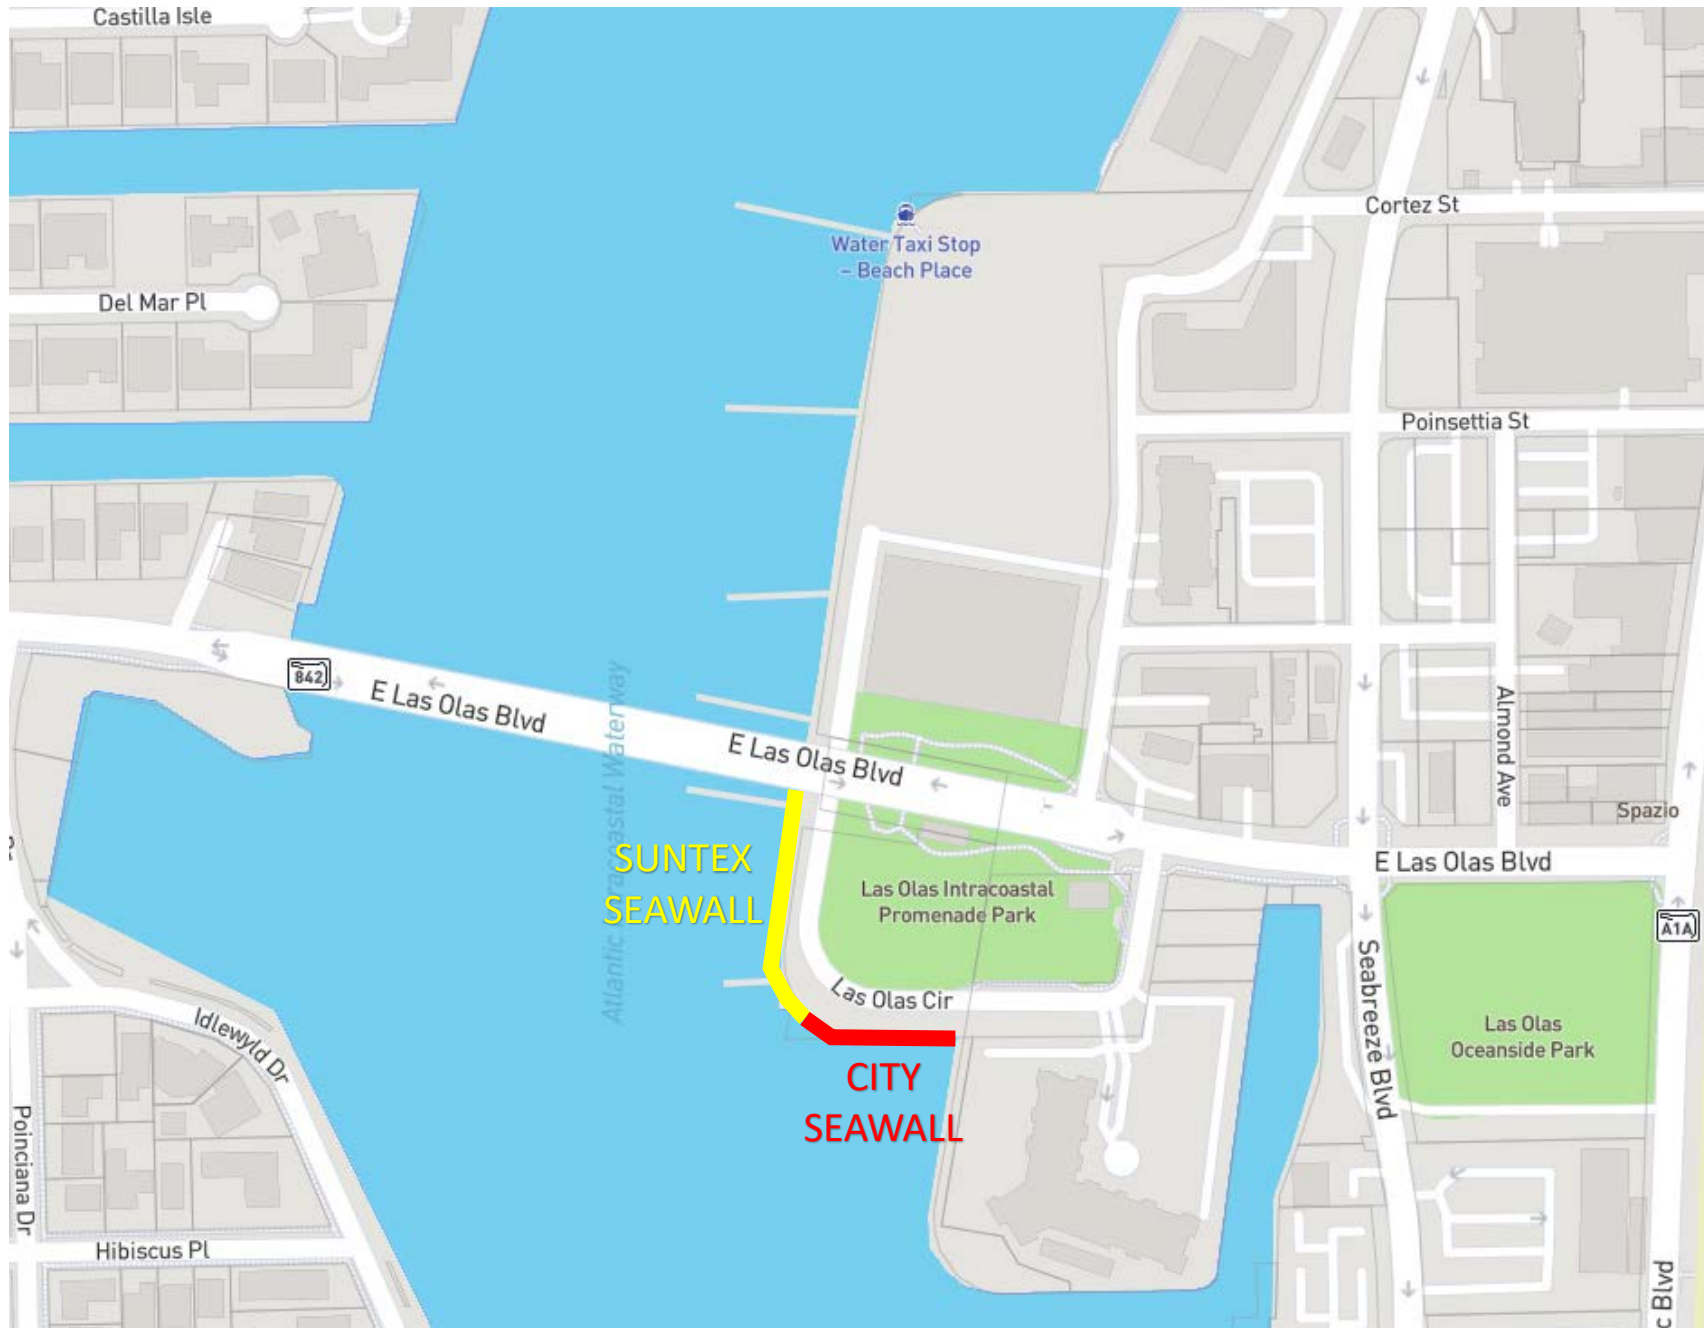 Castilla Isle
Cortez St
Water Taxi Stop
– Beach Place
Del Mar Pl
Poinsettia St
842
E Las Olas Blvd
Atlantic Intracoastal Waterway
E Las Olas Blvd
Almond Ave
Spazio
SUNTEX
SEAWALL
E Las Olas Blvd
Las Olas Intracoastal
Promenade Park
A1A
Seabreeze Blvd
Las Olas Cir
Idlewyld Dr
Las Olas
Oceanside Park
CITY
SEAWALL
Poinciana Dr
Hibiscus Pl
c Blvd